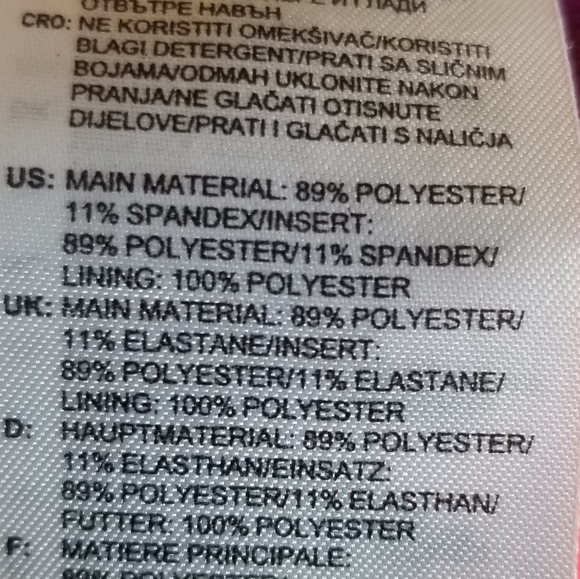 ОТВЪТРЕ НАВЪН
CRO: NE KORISTITI OMEKŠIVAČ/KORISTITI
BLAGI DETERGENT/PRATI SA SLIČNIM
BOJAMA/ODMAH UKLONITE NAKON
PRANJA/NE GLAČATI OTISNUTE
DIJELOVE/PRATI I GLAČATI S NALIČJA
US: MAIN MATERIAL: 89% POLYESTER/
11% SPANDEX/INSERT:
89% POLYESTER/11% SPANDEX/
LINING: 100% POLYESTER
UK: MAIN MATERIAL: 89% POLYESTER/
11% ELASTANE/INSERT:
89% POLYESTER/11% ELASTANE/
LINING: 100% POLYESTER
D: HAUPTMATERIAL: 89% POLYESTER/
11% ELASTHAN/EINSATZ:
89% POLYESTER/11% ELASTHAN/
FUTTER: 100% POLYESTER
F: MATIERE PRINCIPALE:
89% POLYESTER/